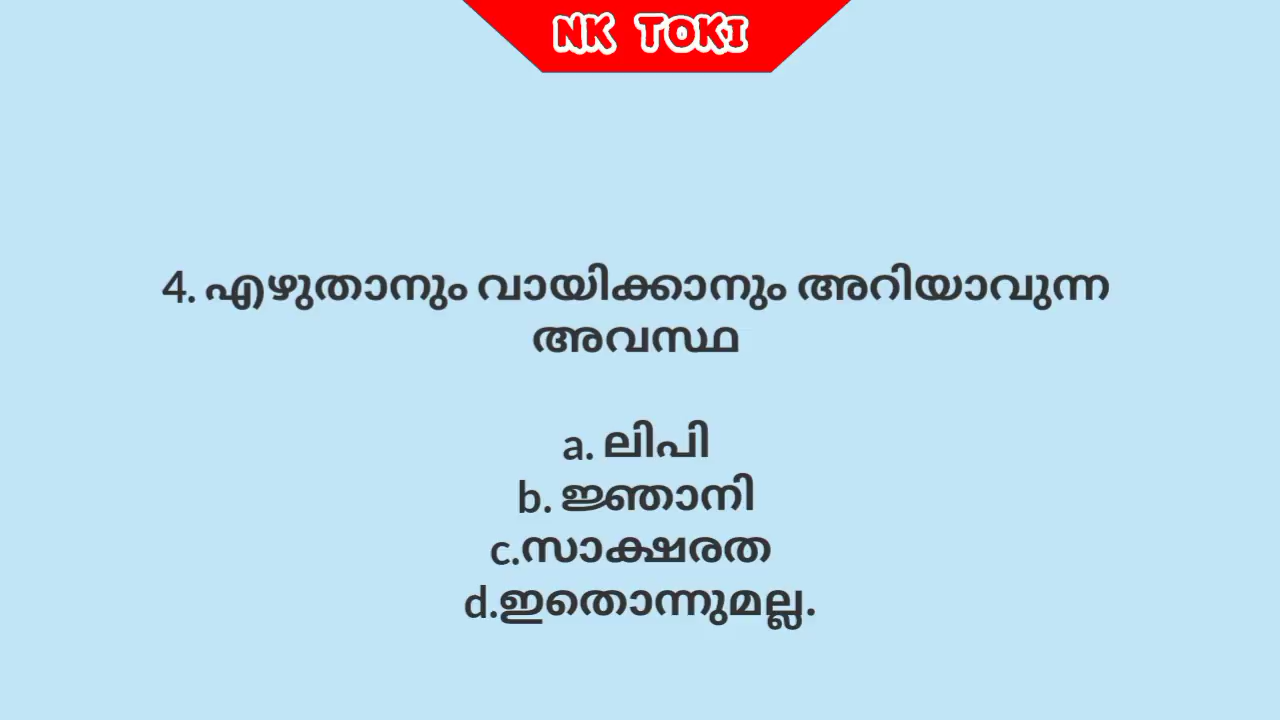 NK TOKI
4. എഴുതാനും വായിക്കാനും അറിയാവുന്ന
അവസ്ഥ
a. ലിപി
b. ജ്ഞാനി
c.സാക്ഷരത
d.ഇതൊന്നുമല്ല.